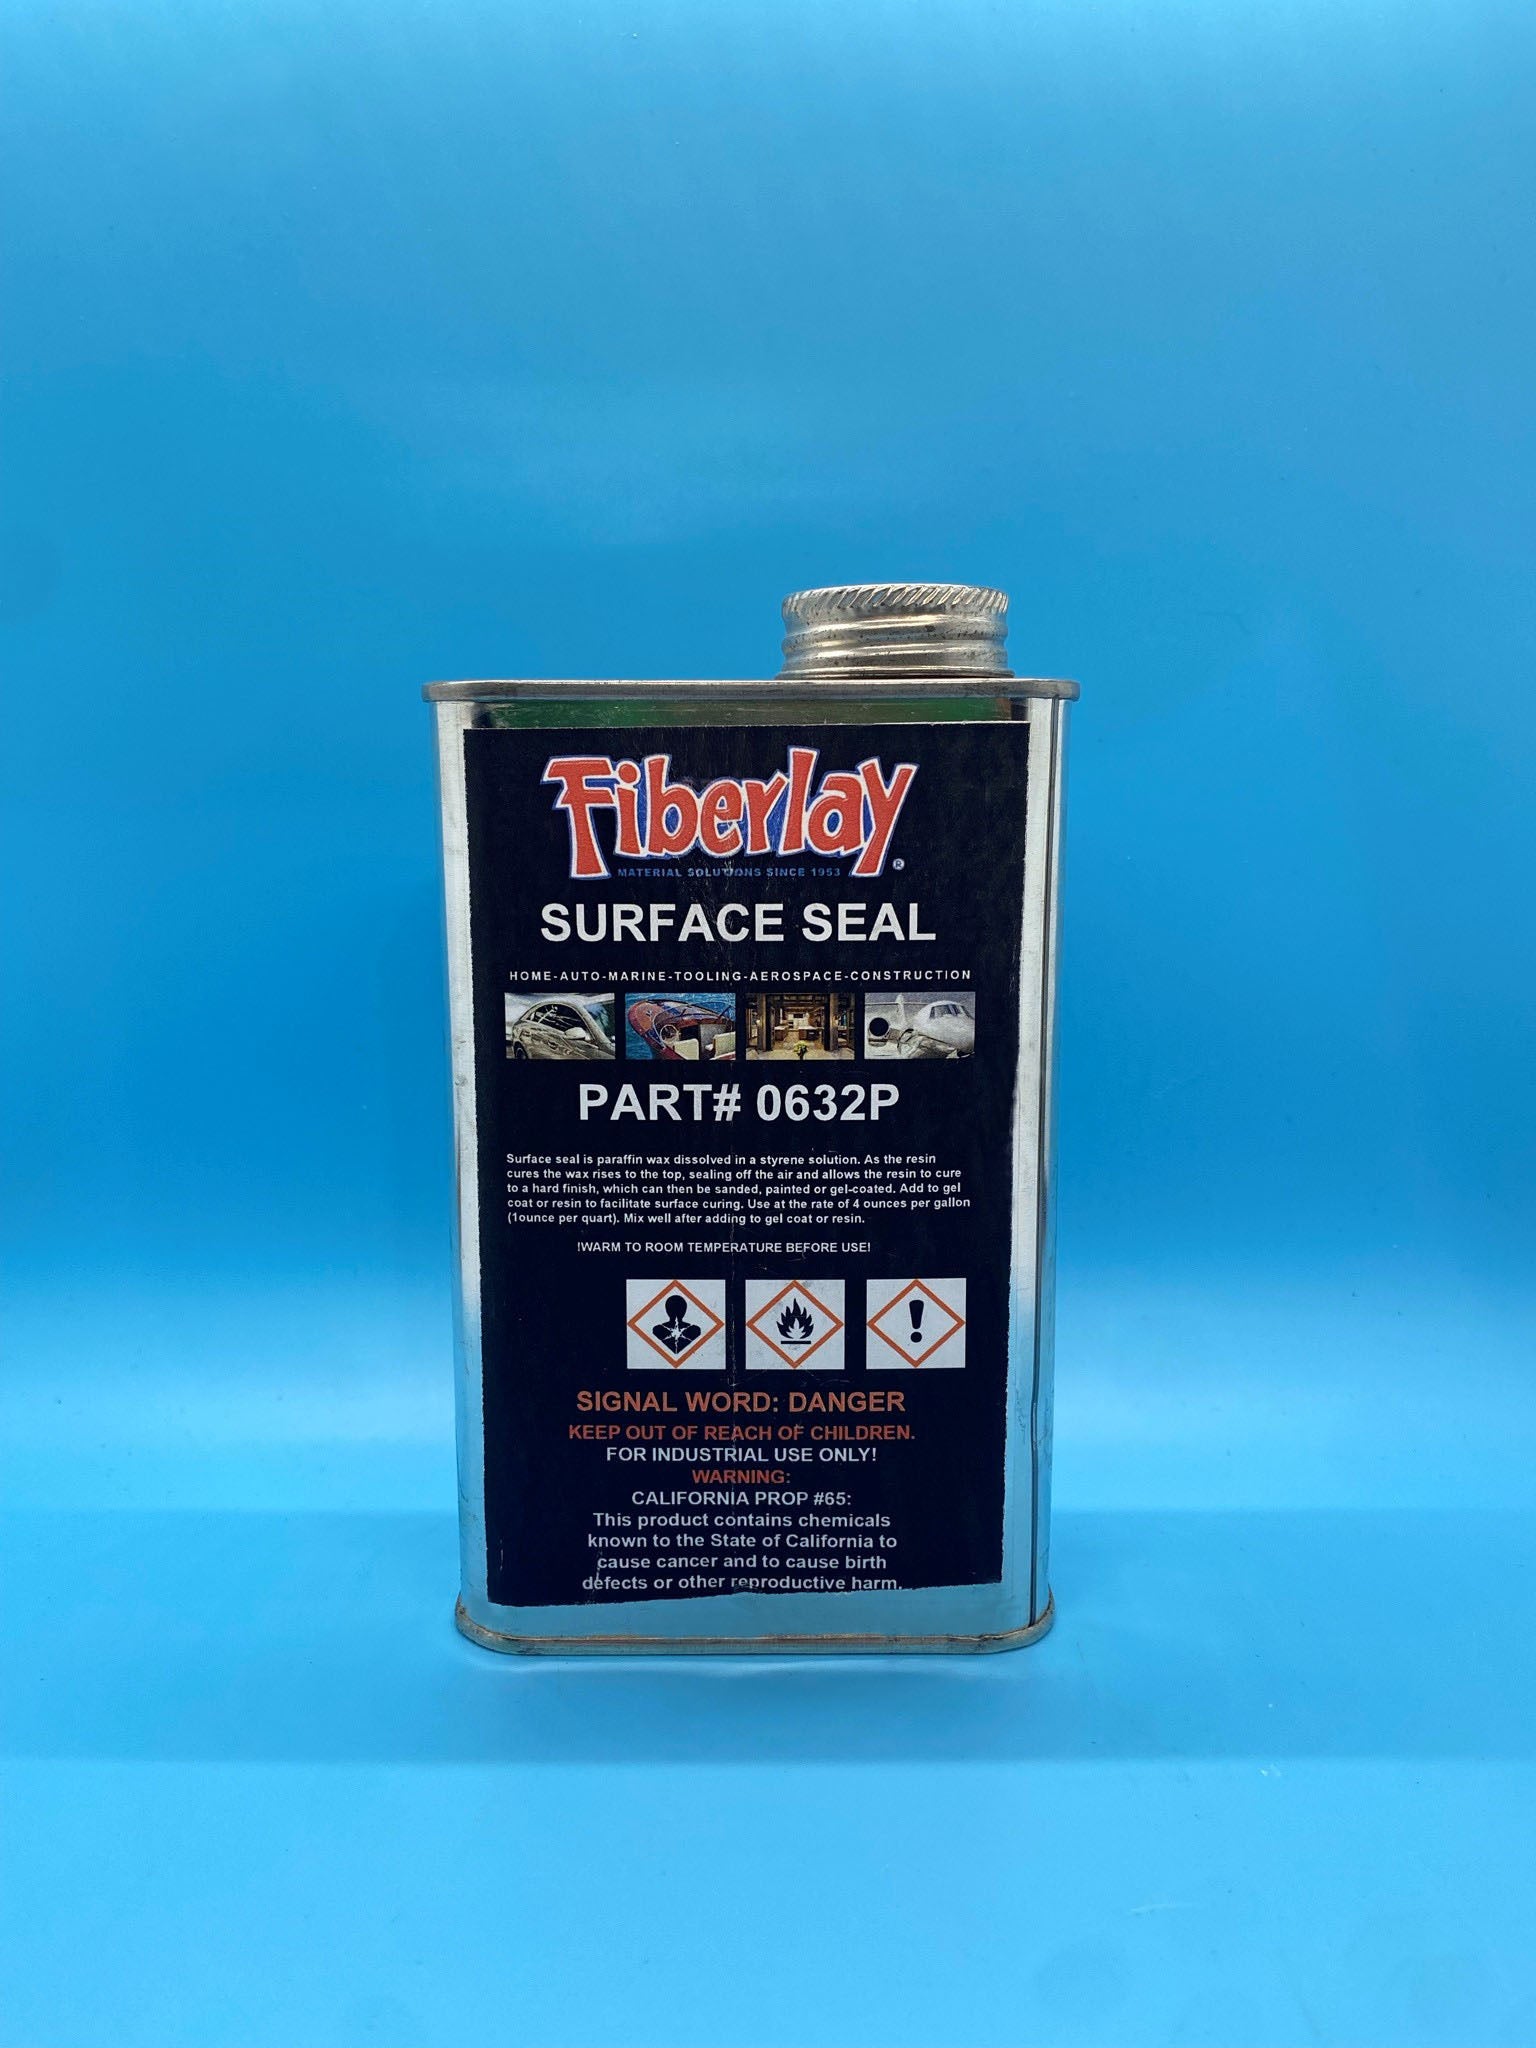 Fiberlay®
MATERIAL SOLUTIONS SINCE 1953
SURFACE SEAL
HOME-AUTO-MARINE-TOOLING-AEROSPACE-CONSTRUCTION
PART# 0632P
Surface seal is paraffin wax dissolved in a styrene solution. As the resin
cures the wax rises to the top, sealing off the air and allows the resin to cure
to a hard finish, which can then be sanded, painted or gel-coated. Add to gel
coat or resin to facilitate surface curing. Use at the rate of 4 ounces per gallon
(1ounce per quart). Mix well after adding to gel coat or resin.
!WARM TO ROOM TEMPERATURE BEFORE USE!
SIGNAL WORD: DANGER
KEEP OUT OF REACH OF CHILDREN.
FOR INDUSTRIAL USE ONLY!
WARNING:
CALIFORNIA PROP #65:
This product contains chemicals
known to the State of California to
cause cancer and to cause birth
defects or other reproductive harm.